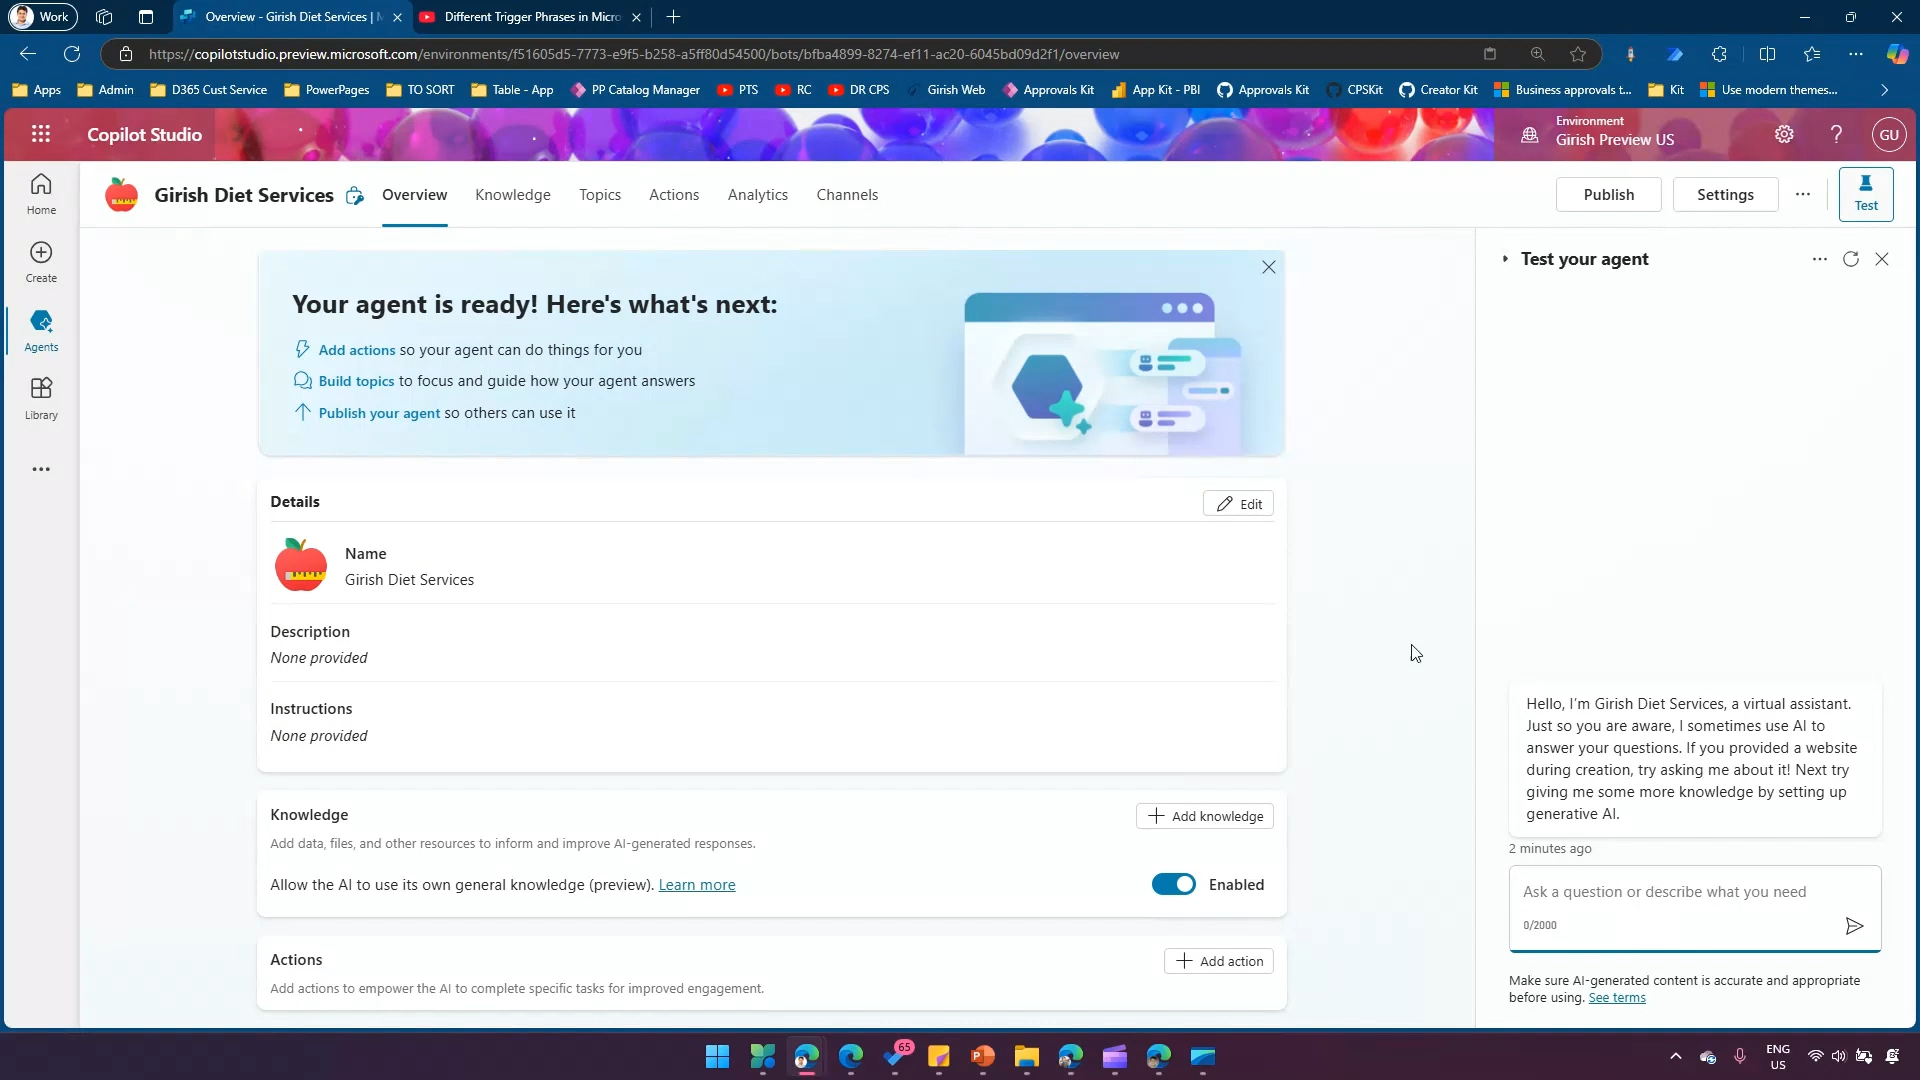 Work
Overview - Girish Diet Services | M
Different Trigger Phrases in Micro
https://copilotstudio.preview.microsoft.com/environments/f51605d5-7773-e9f5-b258-a5ff80d54500/bots/bfba4899-8274-ef11-ac20-6045bd09d2f1/overview
Apps
Admin
D365 Cust Service
PowerPages
TO SORT
Table - App
PP Catalog Manager
PTS
RC
DR CPS
Girish Web
Approvals Kit
App Kit - PBI
Approvals Kit
CPSKit
Creator Kit
Business approvals t...
Kit
Use modern themes...
Copilot Studio
Environment
Girish Preview US
GU
Home
Create
Agents
Library
Girish Diet Services
Overview
Knowledge
Topics
Actions
Analytics
Channels
Publish
Settings
Test
Your agent is ready! Here's what's next:
Add actions so your agent can do things for you
Build topics to focus and guide how your agent answers
Publish your agent so others can use it
Details
Edit
Name
Girish Diet Services
Description
None provided
Instructions
None provided
Knowledge
Add knowledge
Add data, files, and other resources to inform and improve AI-generated responses.
Allow the AI to use its own general knowledge (preview). Learn more
Enabled
Actions
Add action
Add actions to empower the AI to complete specific tasks for improved engagement.
Test your agent
Hello, I'm Girish Diet Services, a virtual assistant.
Just so you are aware, I sometimes use AI to
answer your questions. If you provided a website
during creation, try asking me about it! Next try
giving me some more knowledge by setting up
generative AI.
2 minutes ago
Ask a question or describe what you need
0/2000
Make sure AI-generated content is accurate and appropriate
before using. See terms
65
ENG
US